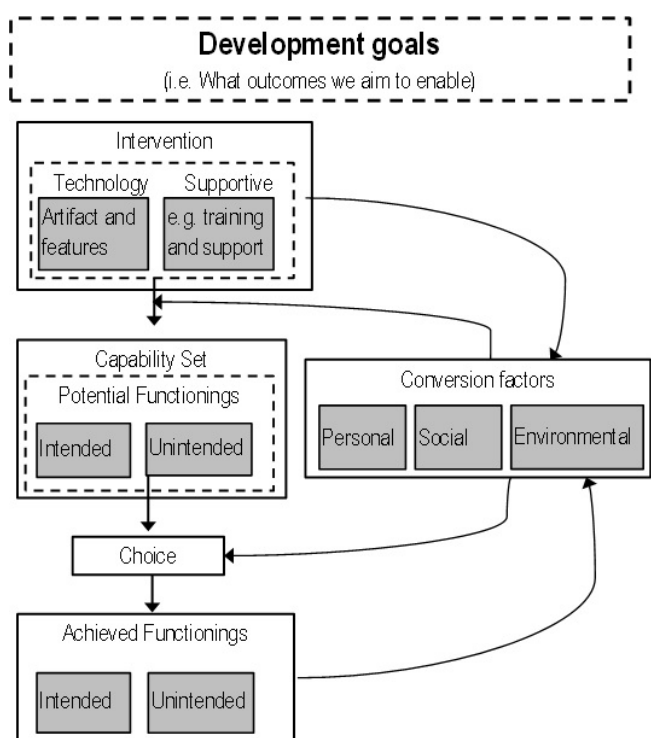 Development goals
(i.e. What outcomes we aim to enable)
Intervention
Technology
Supportive
Artifact and
features
e.g. training
and support
Capability Set
Potential Functionings
Intended
Unintended
Conversion factors
Personal
Social
Environmental
Choice
Achieved Functionings
Intended
Unintended